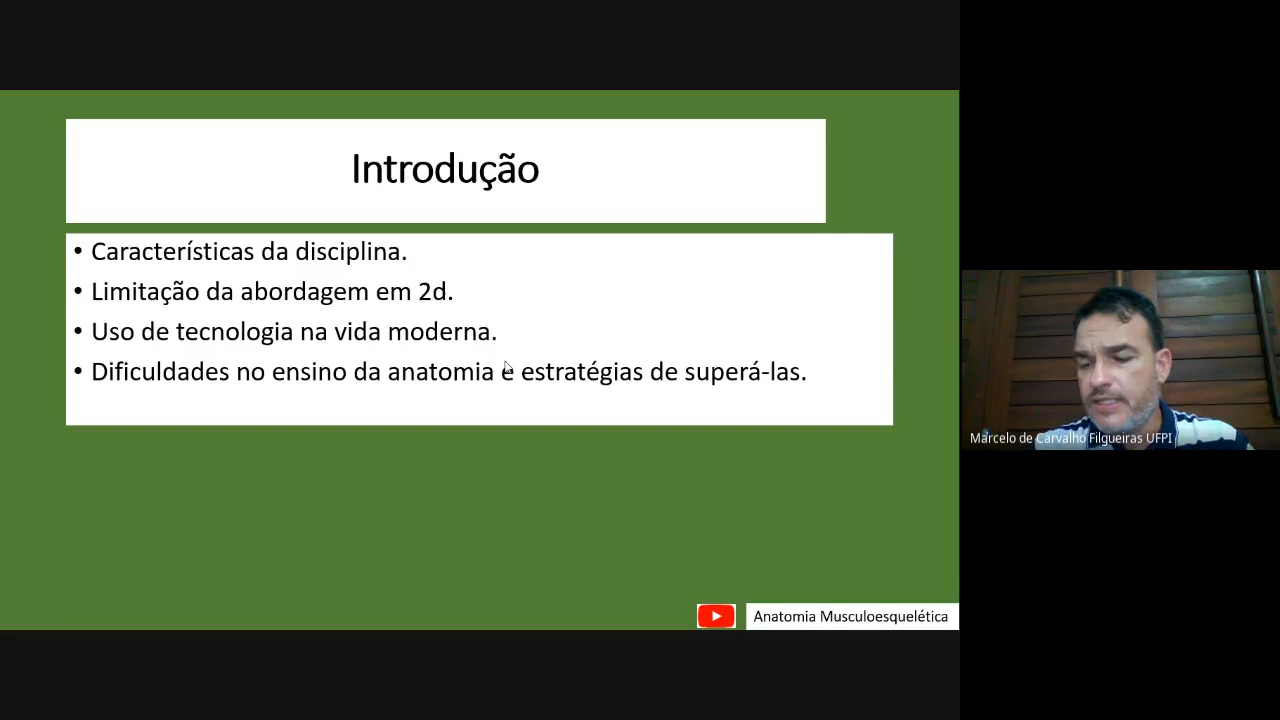 Introdução
• Características da disciplina.
• Limitação da abordagem em 2d.
• Uso de tecnologia na vida moderna.
• Dificuldades no ensino da anatomia e estratégias de superá-las.
Anatomia Musculoesquelética
Marcelo de Carvalho Filgueiras UFPI